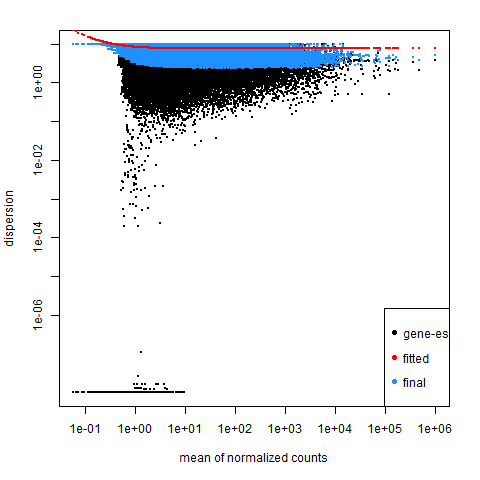 dispersion
1e+00
1e-02
1e-04
1e-06
gene-es
fitted
final
1e-01 1e+00 1e+01 1e+02 1e+03 1e+04 1e+05 1e+06
mean of normalized counts